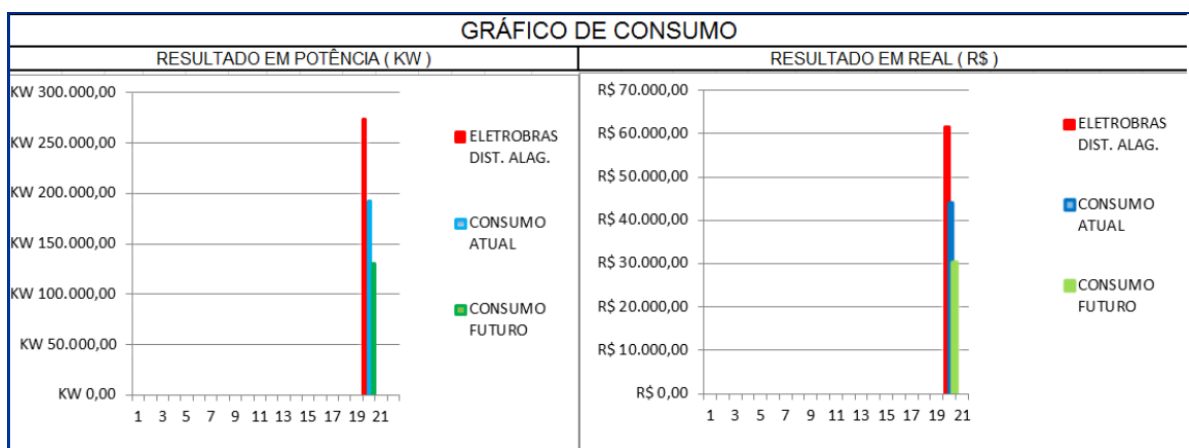 GRÁFICO DE CONSUMO
RESULTADO EM POTÊNCIA ( KW )
KW 300.000,00
KW 250.000,00
KW 200.000,00
KW 150.000,00
KW 100.000,00
KW 50.000,00
KW 0,00
1 3 5 7 9 11 13 15 17 19 21
ELETROBRAS
DIST. ALAG.
CONSUMO
ATUAL
CONSUMO
FUTURO
RESULTADO EM REAL ( R$ )
R$ 70.000,00
R$ 60.000,00
R$ 50.000,00
R$ 40.000,00
R$ 30.000,00
R$ 20.000,00
R$ 10.000,00
R$ 0,00
1 3 5 7 9 11 13 15 17 19 21
ELETROBRAS
DIST. ALAG.
CONSUMO
ATUAL
CONSUMO
FUTURO